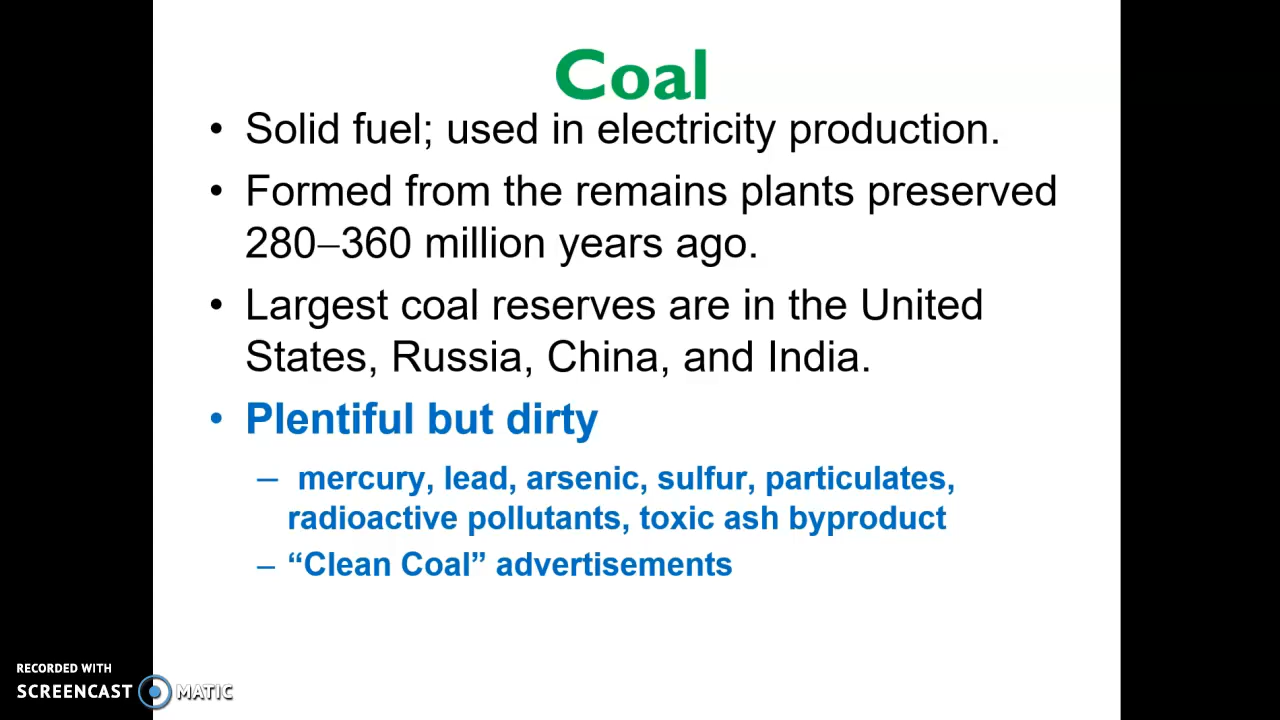 Coal
• Solid fuel; used in electricity production.
• Formed from the remains plants preserved
280–360 million years ago.
• Largest coal reserves are in the United
States, Russia, China, and India.
• Plentiful but dirty
– mercury, lead, arsenic, sulfur, particulates,
radioactive pollutants, toxic ash byproduct
– “Clean Coal” advertisements
RECORDED WITH
SCREENCAST MATIC